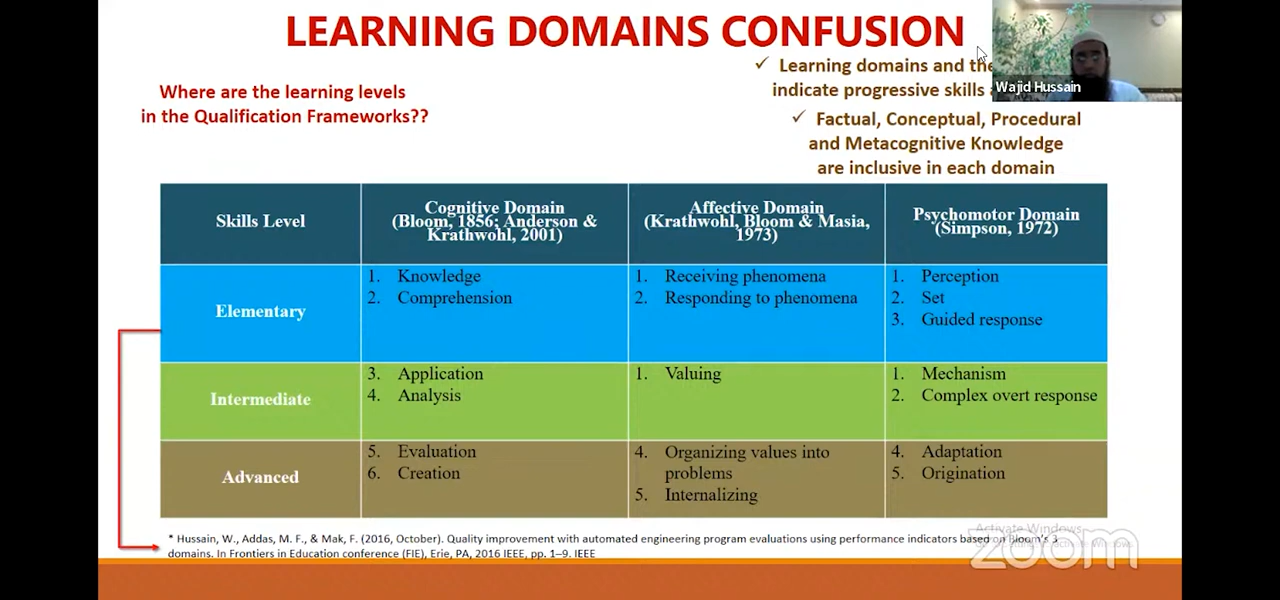 LEARNING DOMAINS CONFUSION
Where are the learning levels
in the Qualification Frameworks??
✓ Learning domains and the
indicate progressive skills
✓ Factual, Conceptual, Procedural
and Metacognitive Knowledge
are inclusive in each domain
Wajid Hussain
Skills Level
Cognitive Domain
(Bloom, 1856; Anderson &
Krathwohl, 2001)
Affective Domain
(Krathwohl, Bloom & Masia,
1973)
Psychomotor Domain
(Simpson, 1972)
Elementary
1. Knowledge
2. Comprehension
1. Receiving phenomena
2. Responding to phenomena
1. Perception
2. Set
3. Guided response
Intermediate
3. Application
4. Analysis
1. Valuing
1. Mechanism
2. Complex overt response
Advanced
5. Evaluation
6. Creation
4. Organizing values into
problems
5. Internalizing
4. Adaptation
5. Origination
* Hussain, W., Addas, M. F., & Mak, F. (2016, October). Quality improvement with automated engineering program evaluations using performance indicators based on Bloom's 3
domains. In Frontiers in Education conference (FIE), Erie, PA, 2016 IEEE, pp. 1–9. IEEE
Activate Windows
zoom